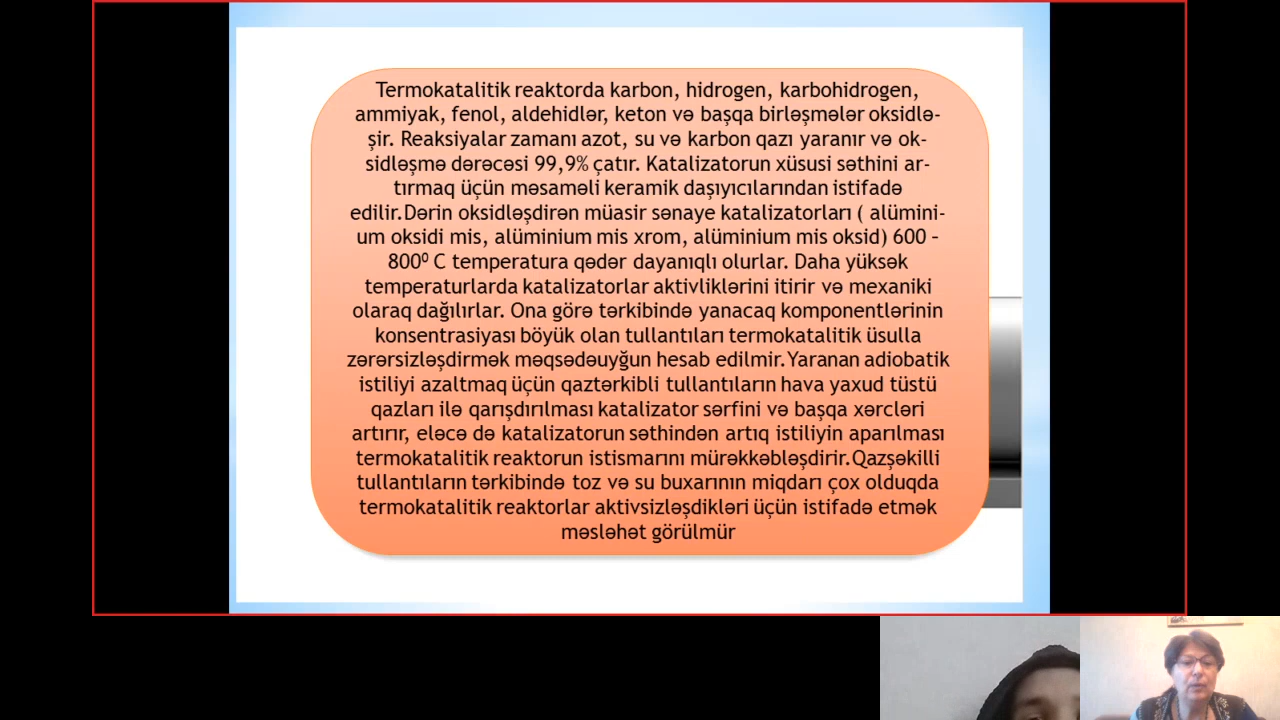 Termokatalitik reaktorda karbon, hidrogen, karbohidrogen,
ammiyak, fenol, aldehidlər, keton və başqa birləşmələr oksidlə-
şir. Reaksiyalar zamanı azot, su və karbon qazı yaranır və ok-
sidləşmə dərəcəsi 99,9% çatır. Katalizatorun xüsusi səthini ar-
tırmaq üçün məsaməli keramik daşıyıcılarından istifadə
edilir.Dərin oksidləşdirən müasir sənaye katalizatorları ( alümini-
um oksidi mis, alüminium mis xrom, alüminium mis oksid) 600 –
800⁰ C temperatura qədər dayanıqlı olurlar. Daha yüksək
temperaturlarda katalizatorlar aktivliklərini itirir və mexaniki
olaraq dağılırlar. Ona görə tərkibində yanacaq komponentlərinin
konsentrasiyası böyük olan tullantıları termokatalitik üsulla
zərərsizləşdirmək məqsədəuyğun hesab edilmir.Yaranan adiobatik
istiliyi azaltmaq üçün qaztərkibli tullantıların hava yaxud tüstü
qazları ilə qarışdırılması katalizator sərfini və başqa xərcləri
artırır, eləcə də katalizatorun səthindən artıq istiliyin aparılması
termokatalitik reaktorun istismarını mürəkkəbləşdirir.Qazşəkilli
tullantıların tərkibində toz və su buxarının miqdarı çox olduqda
termokatalitik reaktorlar aktivsizləşdikləri üçün istifadə etmək
məsləhət görülmür